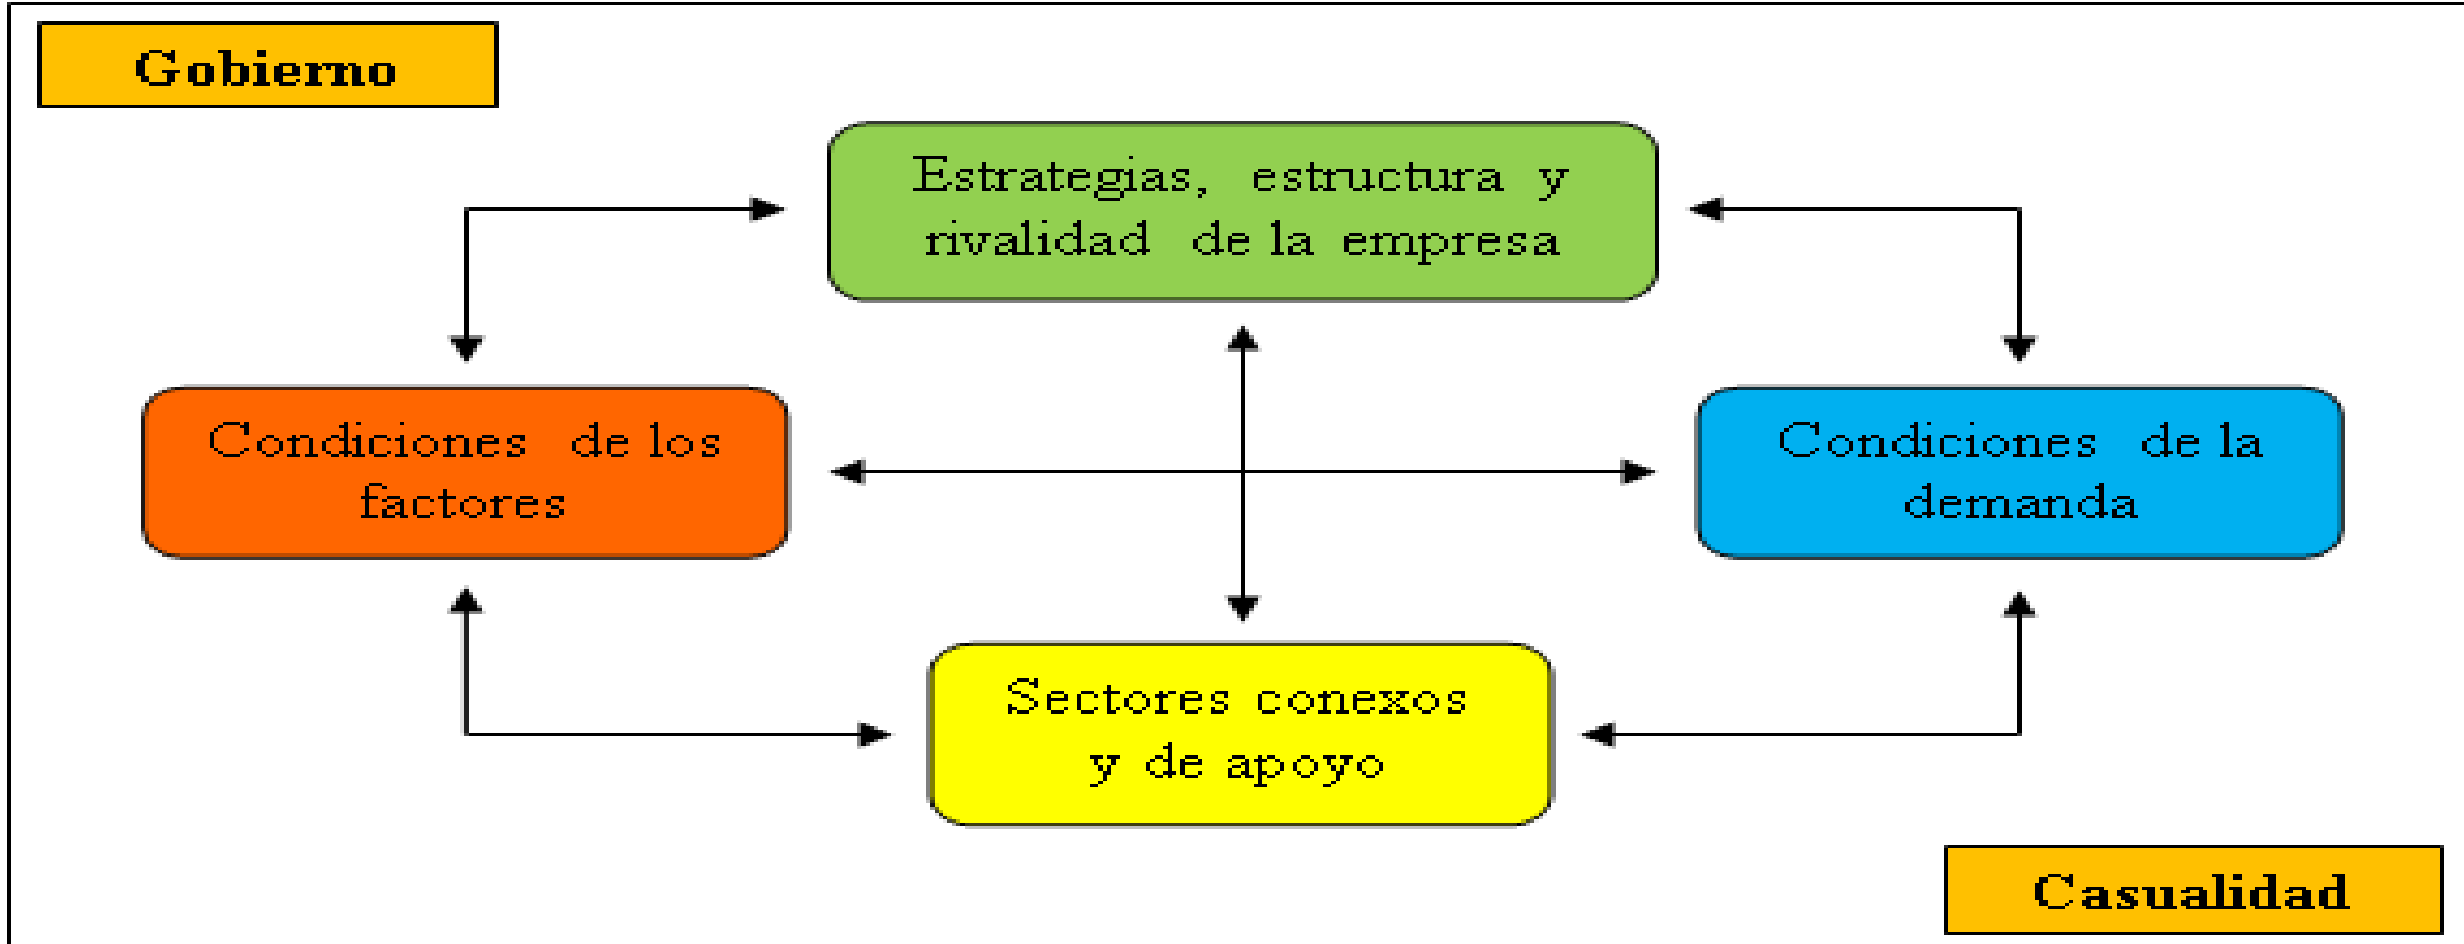 Gobierno
Estrategias, estructura y
rivalidad de la empresa
Condiciones de los
factores
Condiciones de la
demanda
Sectores conexos
y de apoyo
Casualidad